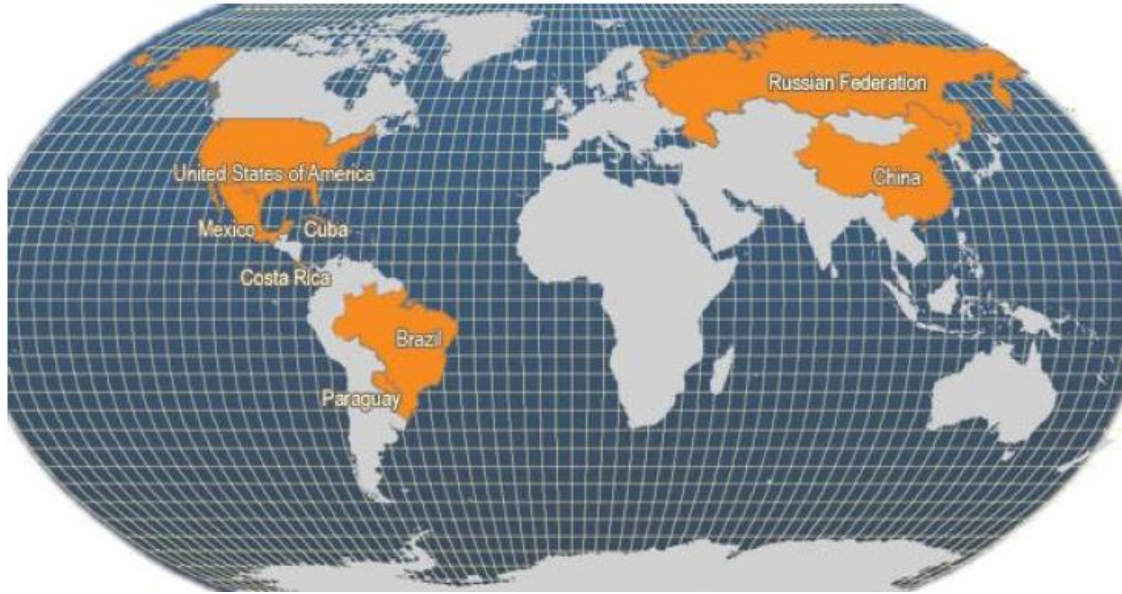 Russian Federation
United States of America
China
Mexico
Cuba
Costa Rica
Brazil
Paraguay